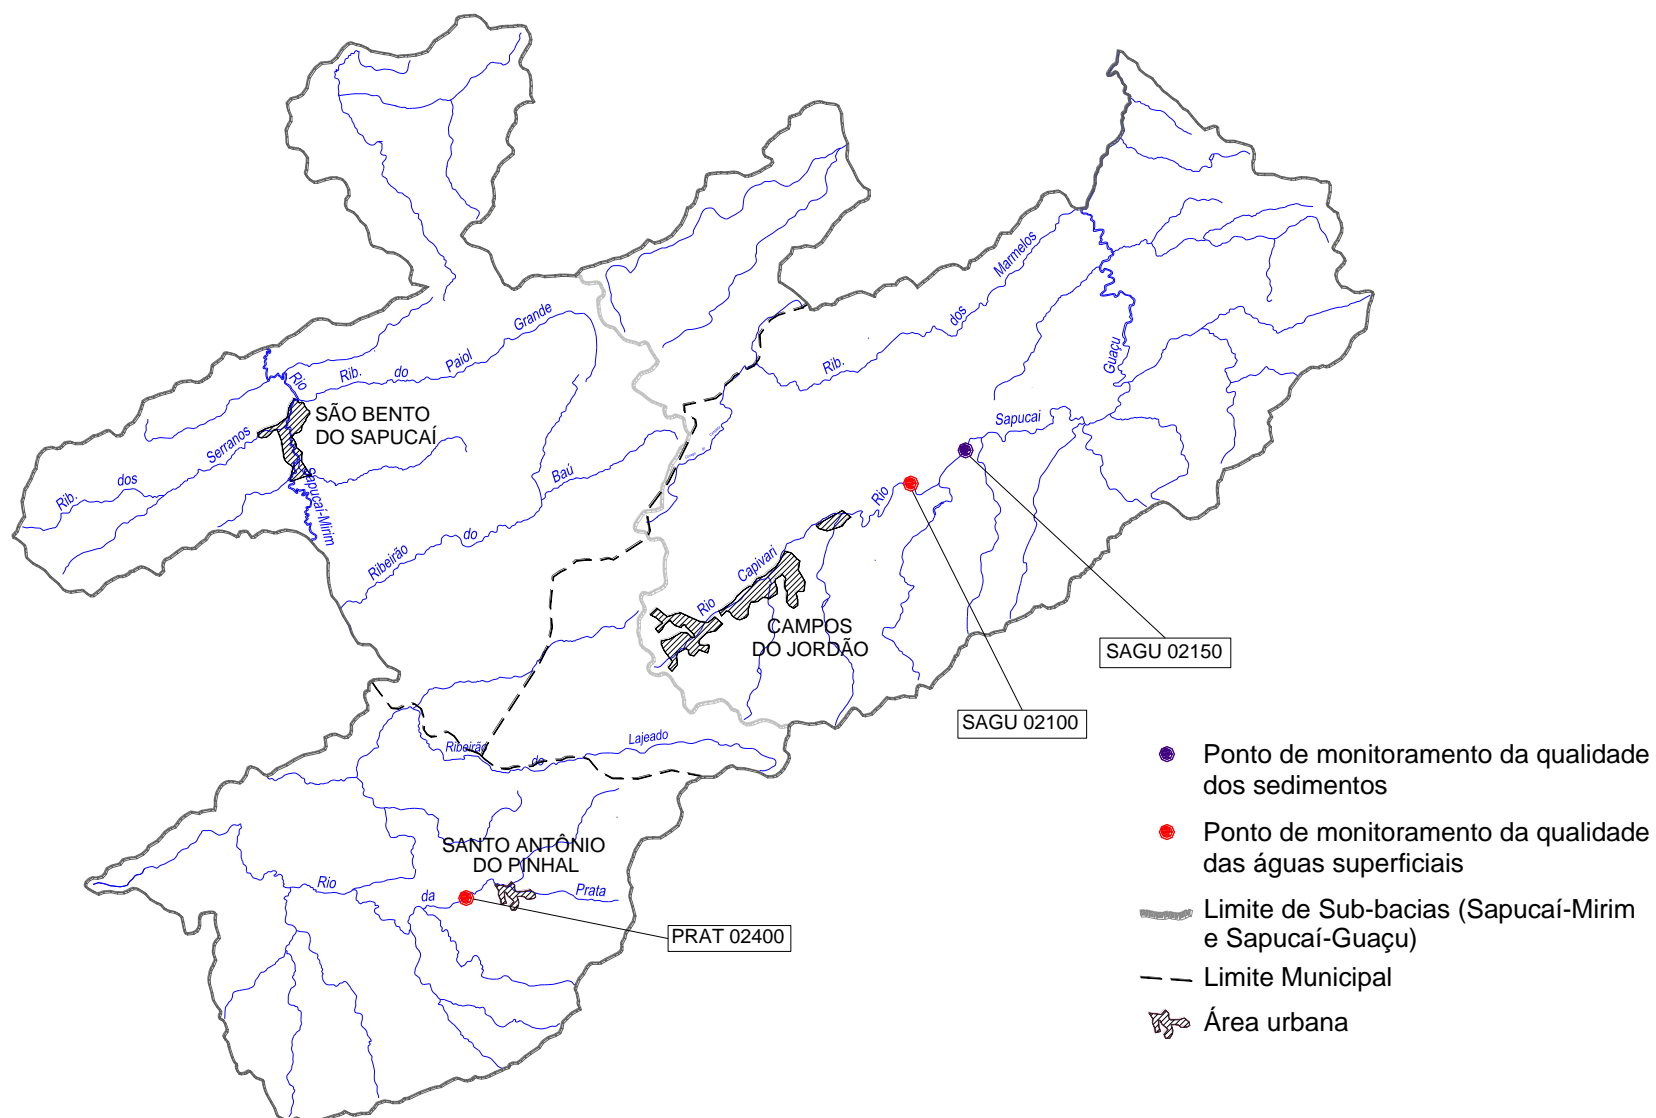 Grande
Paiol
do
Rib.
Rio
SÃO BENTO
DO SAPUCAÍ
Serranos
dos
Rib.
Sapucaí-Mirim
Baú
do
Ribeirão
Marmelos
dos
Rib.
Guaçu
Sapucai
Rio
Capivari
Rio
CAMPOS
DO JORDÃO
SAGU 02150
SAGU 02100
Ribeirão
do
Lajeado
SANTO ANTÔNIO
DO PINHAL
Rio
da
Prata
PRAT 02400
Ponto de monitoramento da qualidade
dos sedimentos
Ponto de monitoramento da qualidade
das águas superficiais
Limite de Sub-bacias (Sapucaí-Mirim
e Sapucaí-Guaçu)
Limite Municipal
Área urbana